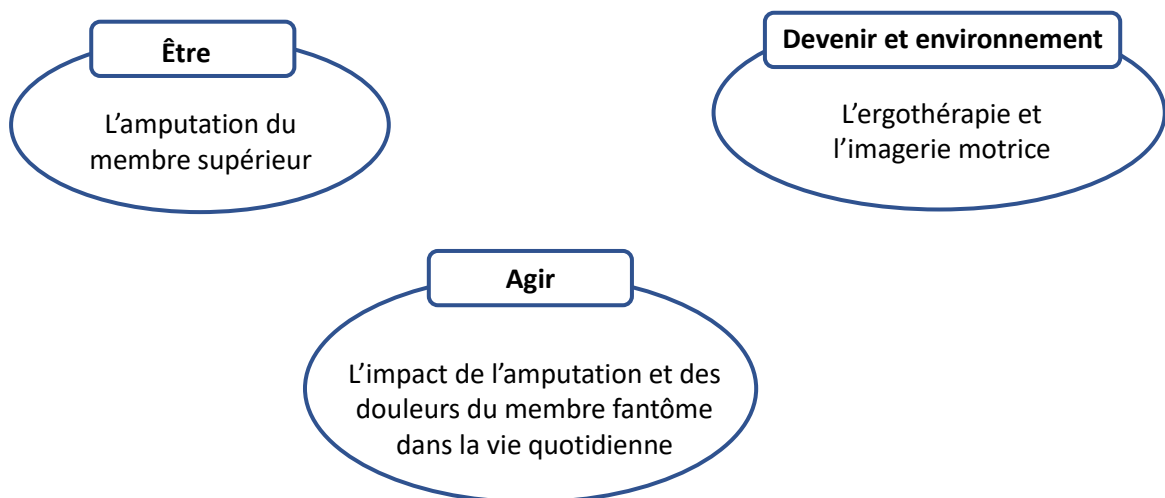 Être
L’amputation du
membre supérieur
Devenir et environnement
L’ergothérapie et
l’imagerie motrice
Agir
L’impact de l’amputation et des
douleurs du membre fantôme
dans la vie quotidienne